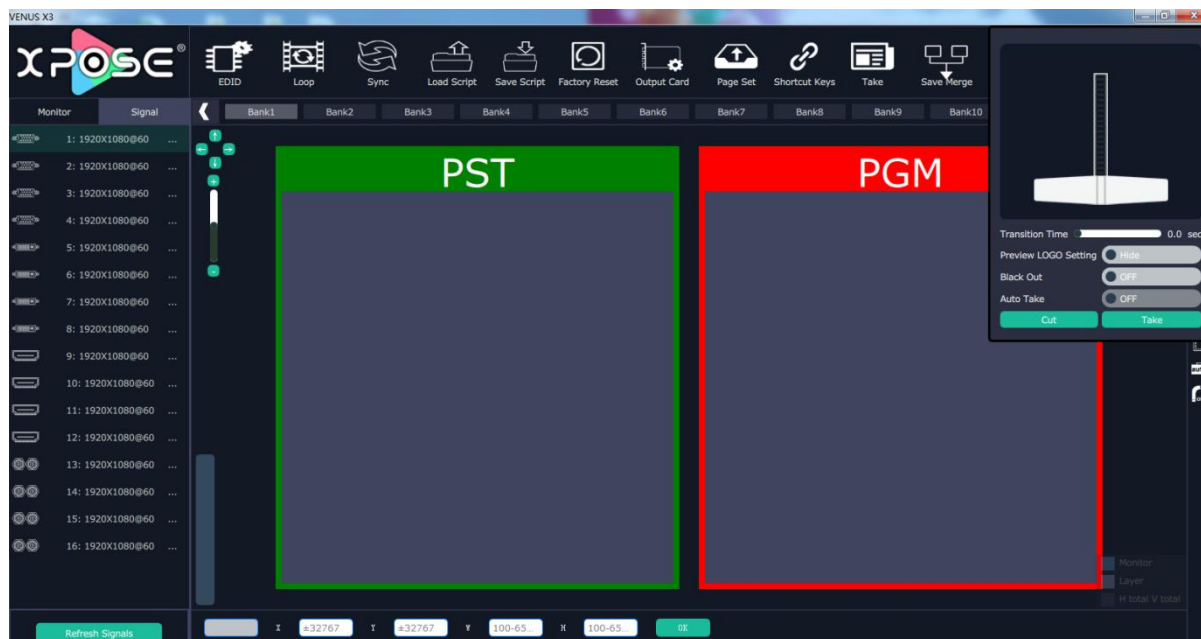 VENUS X3
XPOSE®
EDID
Loop
Sync
Load Script
Save Script
Factory Reset
Output Card
Page Set
Shortcut Keys
Take
Save Merge
Monitor
Signal
Bank1
Bank2
Bank3
Bank4
Bank5
Bank6
Bank7
Bank8
Bank9
Bank10
1: 1920X1080@60 ...
2: 1920X1080@60 ...
3: 1920X1080@60 ...
4: 1920X1080@60 ...
5: 1920X1080@60 ...
6: 1920X1080@60 ...
7: 1920X1080@60 ...
8: 1920X1080@60 ...
9: 1920X1080@60 ...
10: 1920X1080@60 ...
11: 1920X1080@60 ...
12: 1920X1080@60 ...
13: 1920X1080@60 ...
14: 1920X1080@60 ...
15: 1920X1080@60 ...
16: 1920X1080@60 ...
Refresh Signals
PST
PGM
Transition Time 0.0 sec
Preview LOGO Setting Hide
Black Out OFF
Auto Take OFF
Cut
Take
aut
Monitor
Layer
H total V total
X ±32767 Y ±32767 W 100-65... H 100-65... OK